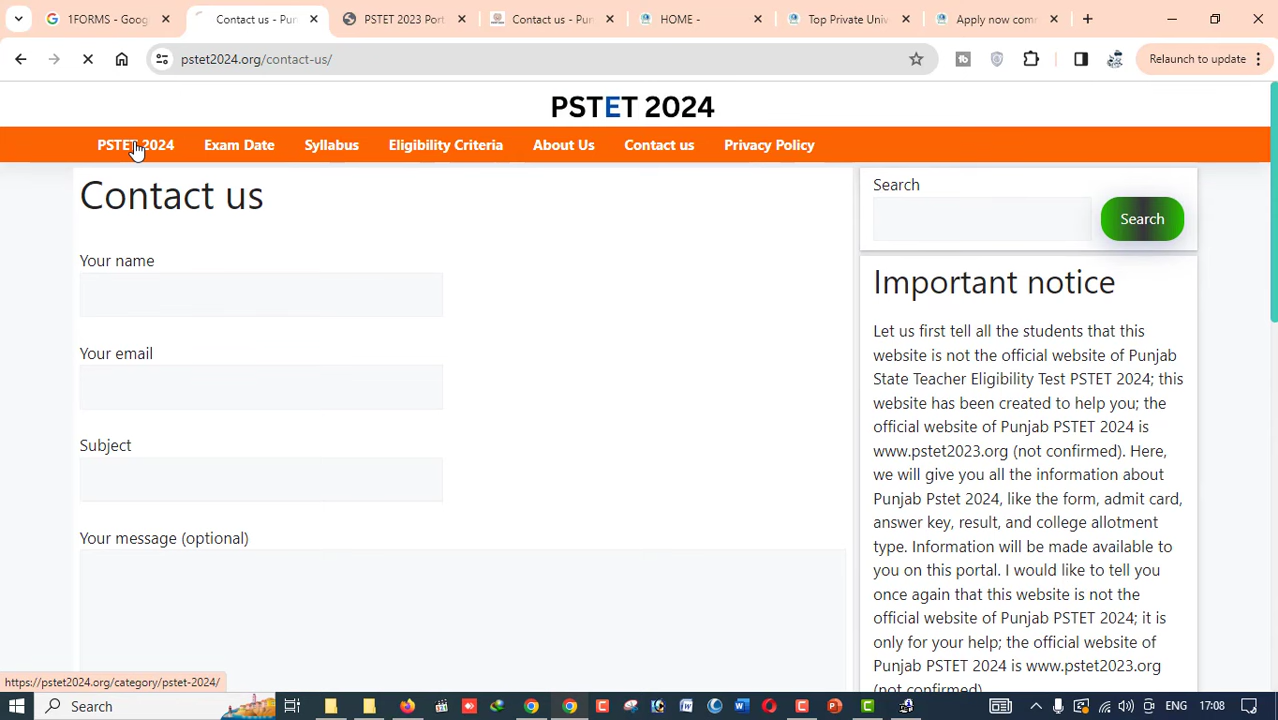 1FORMS - Goog
Contact us - Pun
PSTET 2023 Port
Contact us - Pun
HOME -
Top Private Univ
Apply now com
pstet2024.org/contact-us/
Relaunch to update
PSTET 2024
PSTET 2024
Exam Date
Syllabus
Eligibility Criteria
About Us
Contact us
Privacy Policy
Contact us
Your name
Your email
Subject
Your message (optional)
Search
Search
Important notice
Let us first tell all the students that this
website is not the official website of Punjab
State Teacher Eligibility Test PSTET 2024; this
website has been created to help you; the
official website of Punjab PSTET 2024 is
www.pstet2023.org (not confirmed). Here,
we will give you all the information about
Punjab Pstet 2024, like the form, admit card,
answer key, result, and college allotment
type. Information will be made available to
you on this portal. I would like to tell you
once again that this website is not the
official website of Punjab PSTET 2024; it is
only for your help; the official website of
Punjab PSTET 2024 is www.pstet2023.org
(not confirmed).
https://pstet2024.org/category/pstet-2024/
Search
ENG
17:08